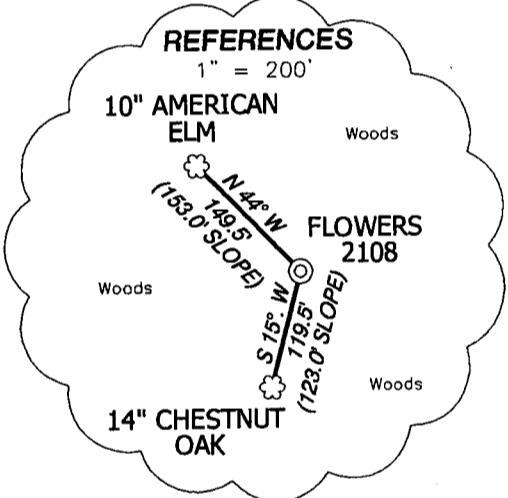 REFERENCES
1" = 200'
10" AMERICAN
ELM
Woods
N 44° W
149.5'
(153.0' SLOPE)
FLOWERS
2108
Woods
S 15° W
119.5'
(123.0' SLOPE)
Woods
14" CHESTNUT
OAK